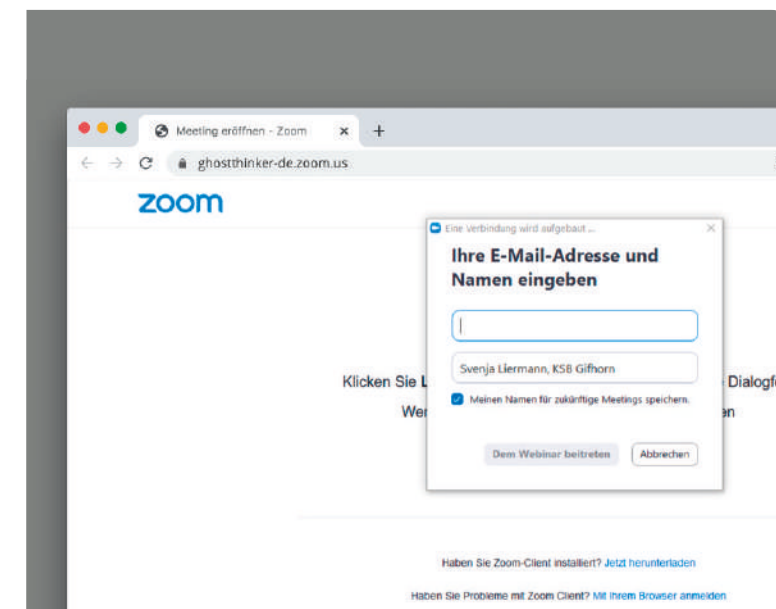 Meeting eröffnen - Zoom
ghostthinker-de.zoom.us
zoom
Eine Verbindung wird aufgebaut ...
Ihre E-Mail-Adresse und
Namen eingeben
Svenja Liermann, KSB Gifhorn
Meinen Namen für zukünftige Meetings speichern.
Dem Webinar beitreten Abbrechen
Klicken Sie L Dialogfe
Wer en
Haben Sie Zoom-Client installiert? Jetzt herunterladen
Haben Sie Probleme mit Zoom Client? Mit Ihrem Browser anmelden